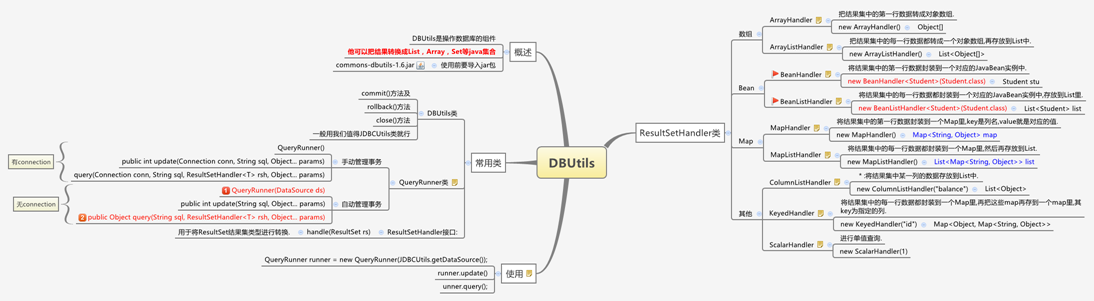 DBUtils
概述
DBUtils是操作数据库的组件
他可以把结果转换成List，Array，Set等java集合
commons-dbutils-1.6.jar
使用前要导入jar包
常用类
DBUtils类
commit()方法及
rollback()方法
close()方法
一般用我们值得JDBCUtils类就行
QueryRunner类
手动管理事务
有connection
QueryRunner()
public int update(Connection conn, String sql, Object... params)
query(Connection conn, String sql, ResultSetHandler<T> rsh, Object... params)
自动管理事务
无connection
1 QueryRunner(DataSource ds)
public int update(String sql, Object... params)
2 public Object query(String sql, ResultSetHandler<T> rsh, Object... params)
ResultSetHandler接口:
handle(ResultSet rs)
用于将ResultSet结果集类型进行转换.
使用
QueryRunner runner = new QueryRunner(JDBCUtils.getDataSource());
runner.update()
unner.query();
ResultSetHandler类
数组
ArrayHandler
把结果集中的第一行数据转成对象数组.
new ArrayHandler()
Object[]
ArrayListHandler
把结果集中的每一行数据都转成一个对象数组,再存放到List中.
new ArrayListHandler()
List<Object[]>
Bean
BeanHandler
将结果集中的第一行数据封装到一个对应的JavaBean实例中.
new BeanHandler<Student>(Student.class)
Student stu
BeanListHandler
将结果集中的每一行数据都封装到一个对应的JavaBean实例中,存放到List里.
new BeanListHandler<Student>(Student.class)
List<Student> list
Map
MapHandler
将结果集中的第一行数据封装到一个Map里,key是列名,value就是对应的值.
new MapHandler()
Map<String, Object> map
MapListHandler
将结果集中的每一行数据都封装到一个Map里,然后再存放到List.
new MapListHandler()
List<Map<String, Object>> list
其他
ColumnListHandler
* :将结果集中某一列的数据存放到List中.
new ColumnListHandler("balance")
List<Object>
KeyedHandler
将结果集中的每一行数据都封装到一个Map里,再把这些map再存到一个map里,其
key为指定的列.
new KeyedHandler("id")
Map<Object, Map<String, Object>>
ScalarHandler
进行单值查询.
new ScalarHandler(1)